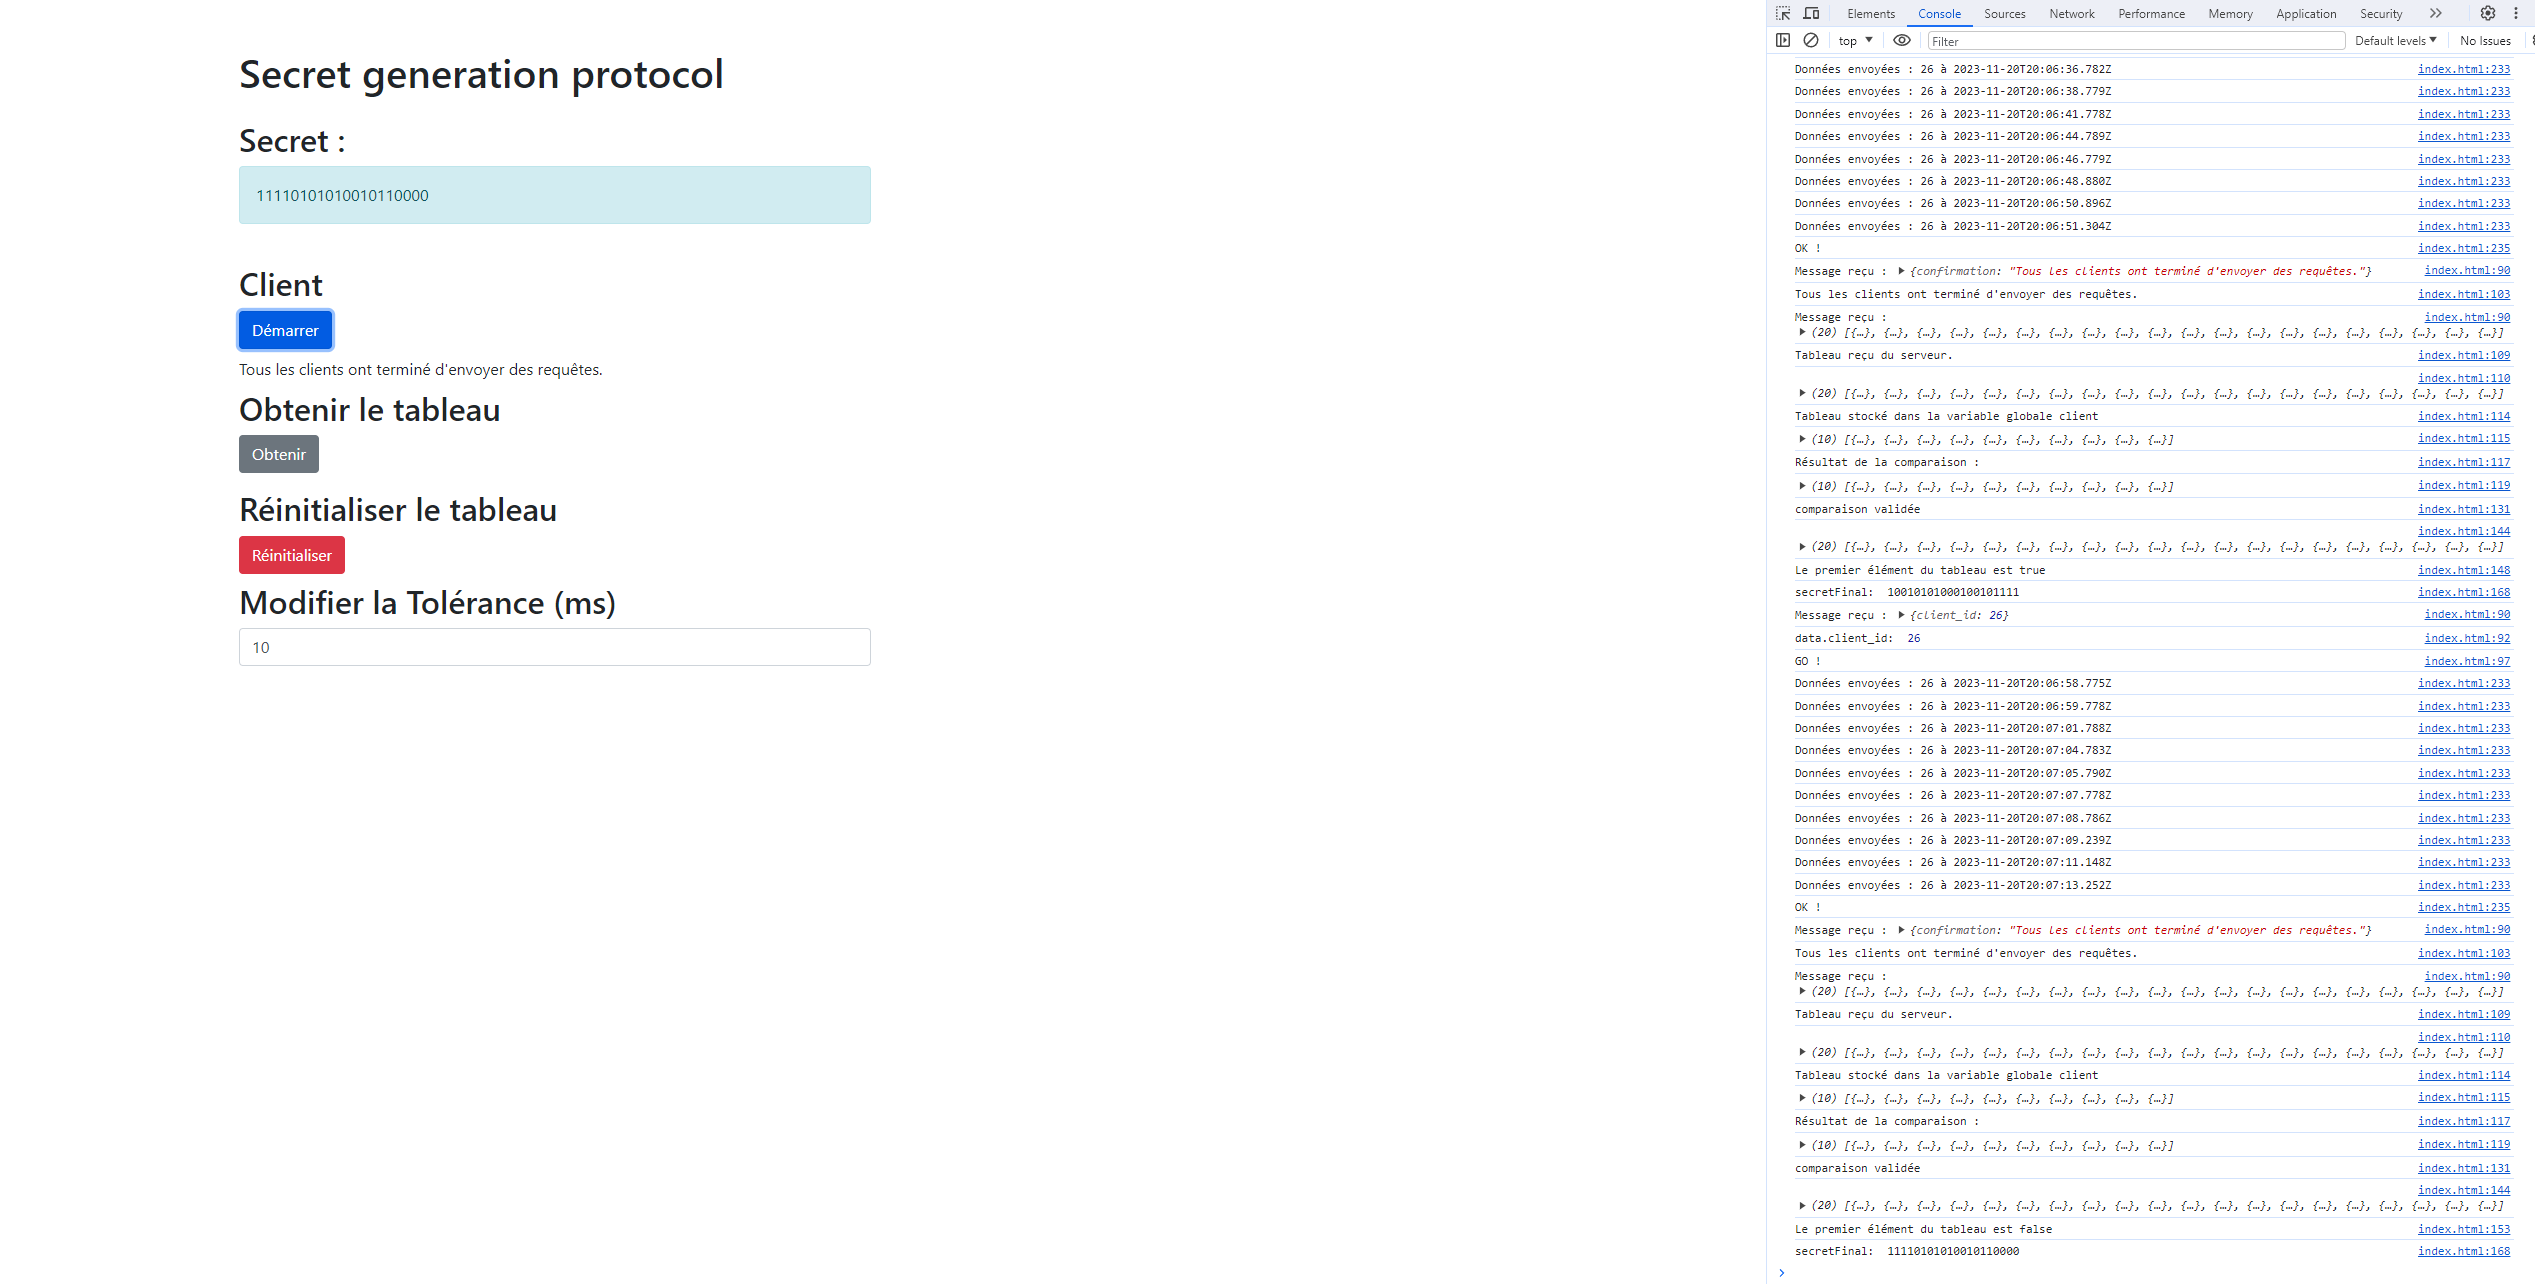 Secret generation protocol
Secret :
11110101010010110000
Client
Démarrer
Tous les clients ont terminé d'envoyer des requêtes.
Obtenir le tableau
Obtenir
Réinitialiser le tableau
Réinitialiser
Modifier la Tolérance (ms)
10
Elements Console Sources Network Performance Memory Application Security
top Filter Default levels No Issues
Données envoyées : 26 à 2023-11-20T20:06:36.782Z index.html:233
Données envoyées : 26 à 2023-11-20T20:06:38.779Z index.html:233
Données envoyées : 26 à 2023-11-20T20:06:41.778Z index.html:233
Données envoyées : 26 à 2023-11-20T20:06:44.789Z index.html:233
Données envoyées : 26 à 2023-11-20T20:06:46.779Z index.html:233
Données envoyées : 26 à 2023-11-20T20:06:48.880Z index.html:233
Données envoyées : 26 à 2023-11-20T20:06:50.896Z index.html:233
Données envoyées : 26 à 2023-11-20T20:06:51.304Z index.html:233
OK ! index.html:235
Message reçu : {confirmation: "Tous les clients ont terminé d'envoyer des requêtes."} index.html:90
Tous les clients ont terminé d'envoyer des requêtes. index.html:103
Message reçu : index.html:90
(20) [{…}, {…}, {…}, {…}, {…}, {…}, {…}, {…}, {…}, {…}, {…}, {…}, {…}, {…}, {…}, {…}, {…}, {…}, {…}, {…}]
Tableau reçu du serveur. index.html:109
index.html:110
(20) [{…}, {…}, {…}, {…}, {…}, {…}, {…}, {…}, {…}, {…}, {…}, {…}, {…}, {…}, {…}, {…}, {…}, {…}, {…}, {…}]
Tableau stocké dans la variable globale client index.html:114
(10) [{…}, {…}, {…}, {…}, {…}, {…}, {…}, {…}, {…}, {…}] index.html:115
Résultat de la comparaison : index.html:117
(10) [{…}, {…}, {…}, {…}, {…}, {…}, {…}, {…}, {…}, {…}] index.html:119
comparaison validée index.html:131
index.html:144
(20) [{…}, {…}, {…}, {…}, {…}, {…}, {…}, {…}, {…}, {…}, {…}, {…}, {…}, {…}, {…}, {…}, {…}, {…}, {…}, {…}]
Le premier élément du tableau est true index.html:148
secretFinal: 10010101000100101111 index.html:168
Message reçu : {client_id: 26} index.html:90
data.client_id: 26 index.html:92
GO ! index.html:97
Données envoyées : 26 à 2023-11-20T20:06:58.775Z index.html:233
Données envoyées : 26 à 2023-11-20T20:06:59.778Z index.html:233
Données envoyées : 26 à 2023-11-20T20:07:01.788Z index.html:233
Données envoyées : 26 à 2023-11-20T20:07:04.783Z index.html:233
Données envoyées : 26 à 2023-11-20T20:07:05.790Z index.html:233
Données envoyées : 26 à 2023-11-20T20:07:07.778Z index.html:233
Données envoyées : 26 à 2023-11-20T20:07:08.786Z index.html:233
Données envoyées : 26 à 2023-11-20T20:07:09.239Z index.html:233
Données envoyées : 26 à 2023-11-20T20:07:11.148Z index.html:233
Données envoyées : 26 à 2023-11-20T20:07:13.252Z index.html:233
OK ! index.html:235
Message reçu : {confirmation: "Tous les clients ont terminé d'envoyer des requêtes."} index.html:90
Tous les clients ont terminé d'envoyer des requêtes. index.html:103
Message reçu : index.html:90
(20) [{…}, {…}, {…}, {…}, {…}, {…}, {…}, {…}, {…}, {…}, {…}, {…}, {…}, {…}, {…}, {…}, {…}, {…}, {…}, {…}]
Tableau reçu du serveur. index.html:109
index.html:110
(20) [{…}, {…}, {…}, {…}, {…}, {…}, {…}, {…}, {…}, {…}, {…}, {…}, {…}, {…}, {…}, {…}, {…}, {…}, {…}, {…}]
Tableau stocké dans la variable globale client index.html:114
(10) [{…}, {…}, {…}, {…}, {…}, {…}, {…}, {…}, {…}, {…}] index.html:115
Résultat de la comparaison : index.html:117
(10) [{…}, {…}, {…}, {…}, {…}, {…}, {…}, {…}, {…}, {…}] index.html:119
comparaison validée index.html:131
index.html:144
(20) [{…}, {…}, {…}, {…}, {…}, {…}, {…}, {…}, {…}, {…}, {…}, {…}, {…}, {…}, {…}, {…}, {…}, {…}, {…}, {…}]
Le premier élément du tableau est false index.html:153
secretFinal: 11110101010010110000 index.html:168